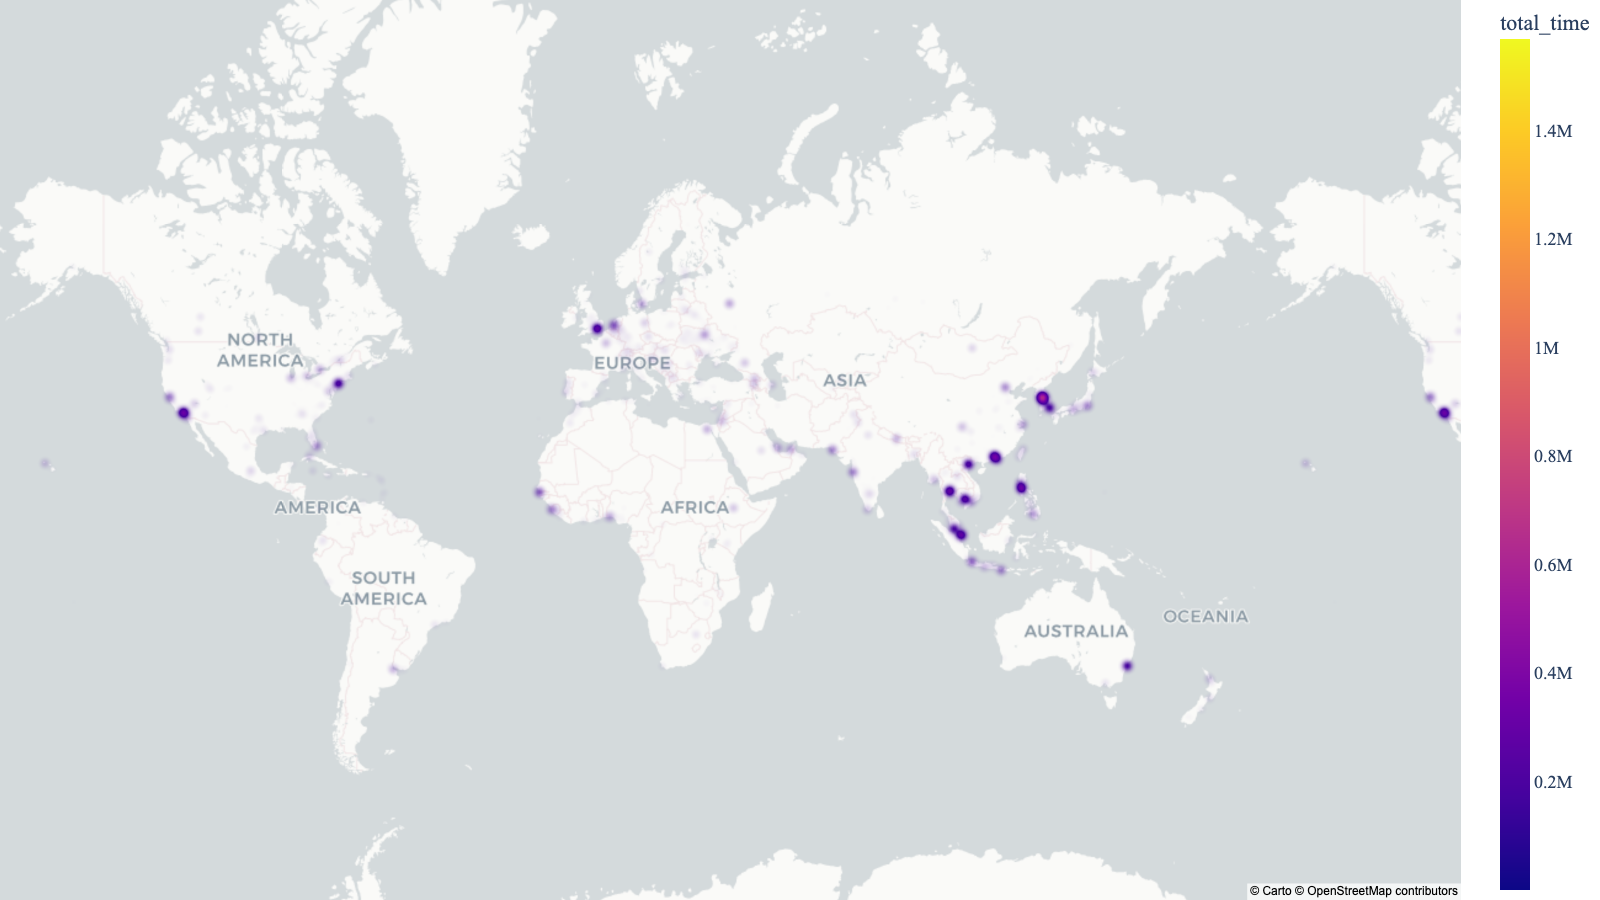 total_time
1.4M
1.2M
1M
0.8M
0.6M
0.4M
0.2M
NORTH
AMERICA
EUROPE
ASIA
AMERICA
AFRICA
SOUTH
AMERICA
OCEANIA
AUSTRALIA
© Carto © OpenStreetMap contributors